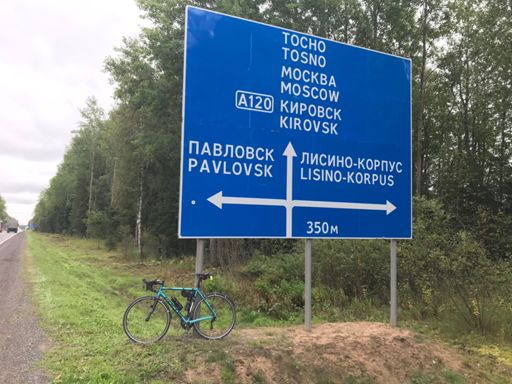 ТОСНО
TOSNO
МОСКВА
MOSCOW
A120
КИРОВСК
KIROVSK
ПАВЛОВСК
PAVLOVSK
ЛИСИНО-КОРПУС
LISINO-KORPUS
350м